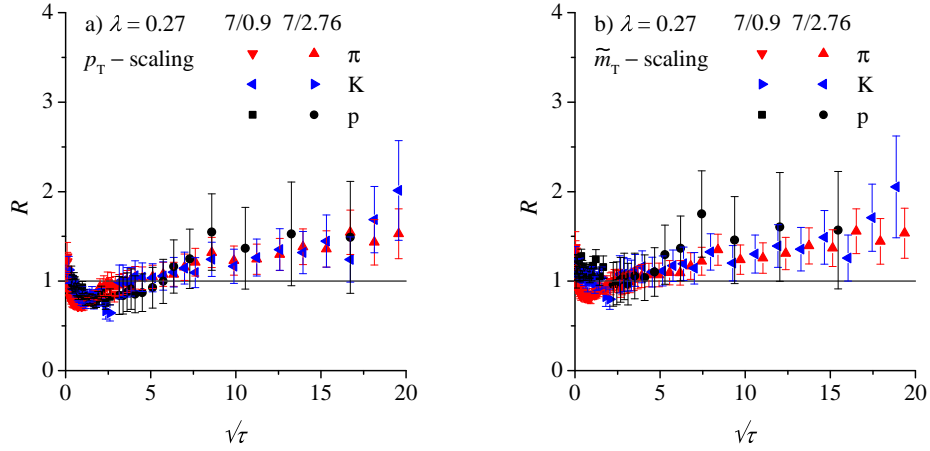 a) λ = 0.27 7/0.9 7/2.76
p_T – scaling π
K
p
R
4
3
2
1
0
0 5 10 15 20
√τ
b) λ = 0.27 7/0.9 7/2.76
m̃_T – scaling π
K
p
R
4
3
2
1
0
0 5 10 15 20
√τ